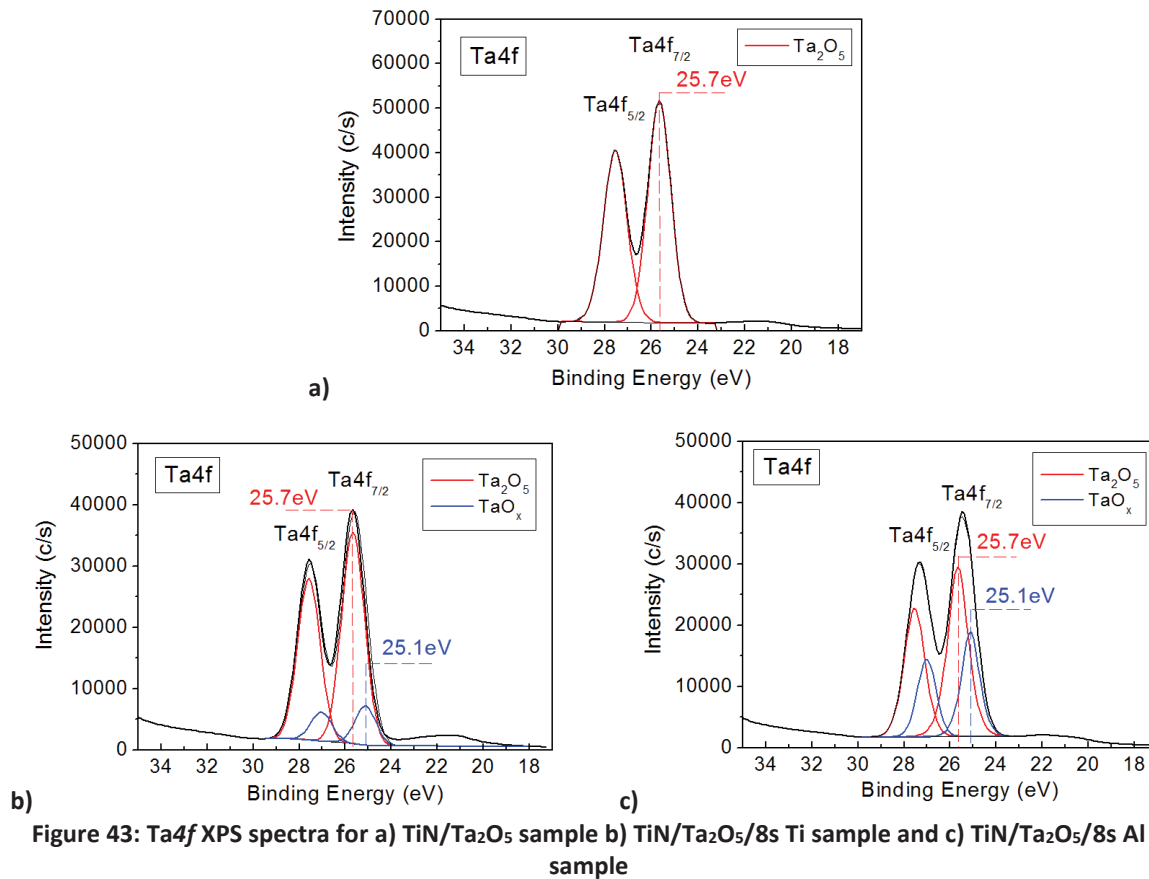 70000
60000
50000
40000
30000
20000
10000
0
Intensity (c/s)
Ta4f
Ta4f7/2
Ta2O5
25.7eV
Ta4f5/2
34 32 30 28 26 24 22 20 18
Binding Energy (eV)
a)
50000
40000
30000
20000
10000
0
Intensity (c/s)
Ta4f
Ta4f7/2
Ta2O5
TaOx
25.7eV
Ta4f5/2
25.1eV
34 32 30 28 26 24 22 20 18
Binding Energy (eV)
b)
50000
40000
30000
20000
10000
0
Intensity (c/s)
Ta4f
Ta4f7/2
Ta2O5
TaOx
Ta4f5/2
25.7eV
25.1eV
34 32 30 28 26 24 22 20 18
Binding Energy (eV)
c)
Figure 43: Ta4f XPS spectra for a) TiN/Ta2O5 sample b) TiN/Ta2O5/8s Ti sample and c) TiN/Ta2O5/8s Al
sample